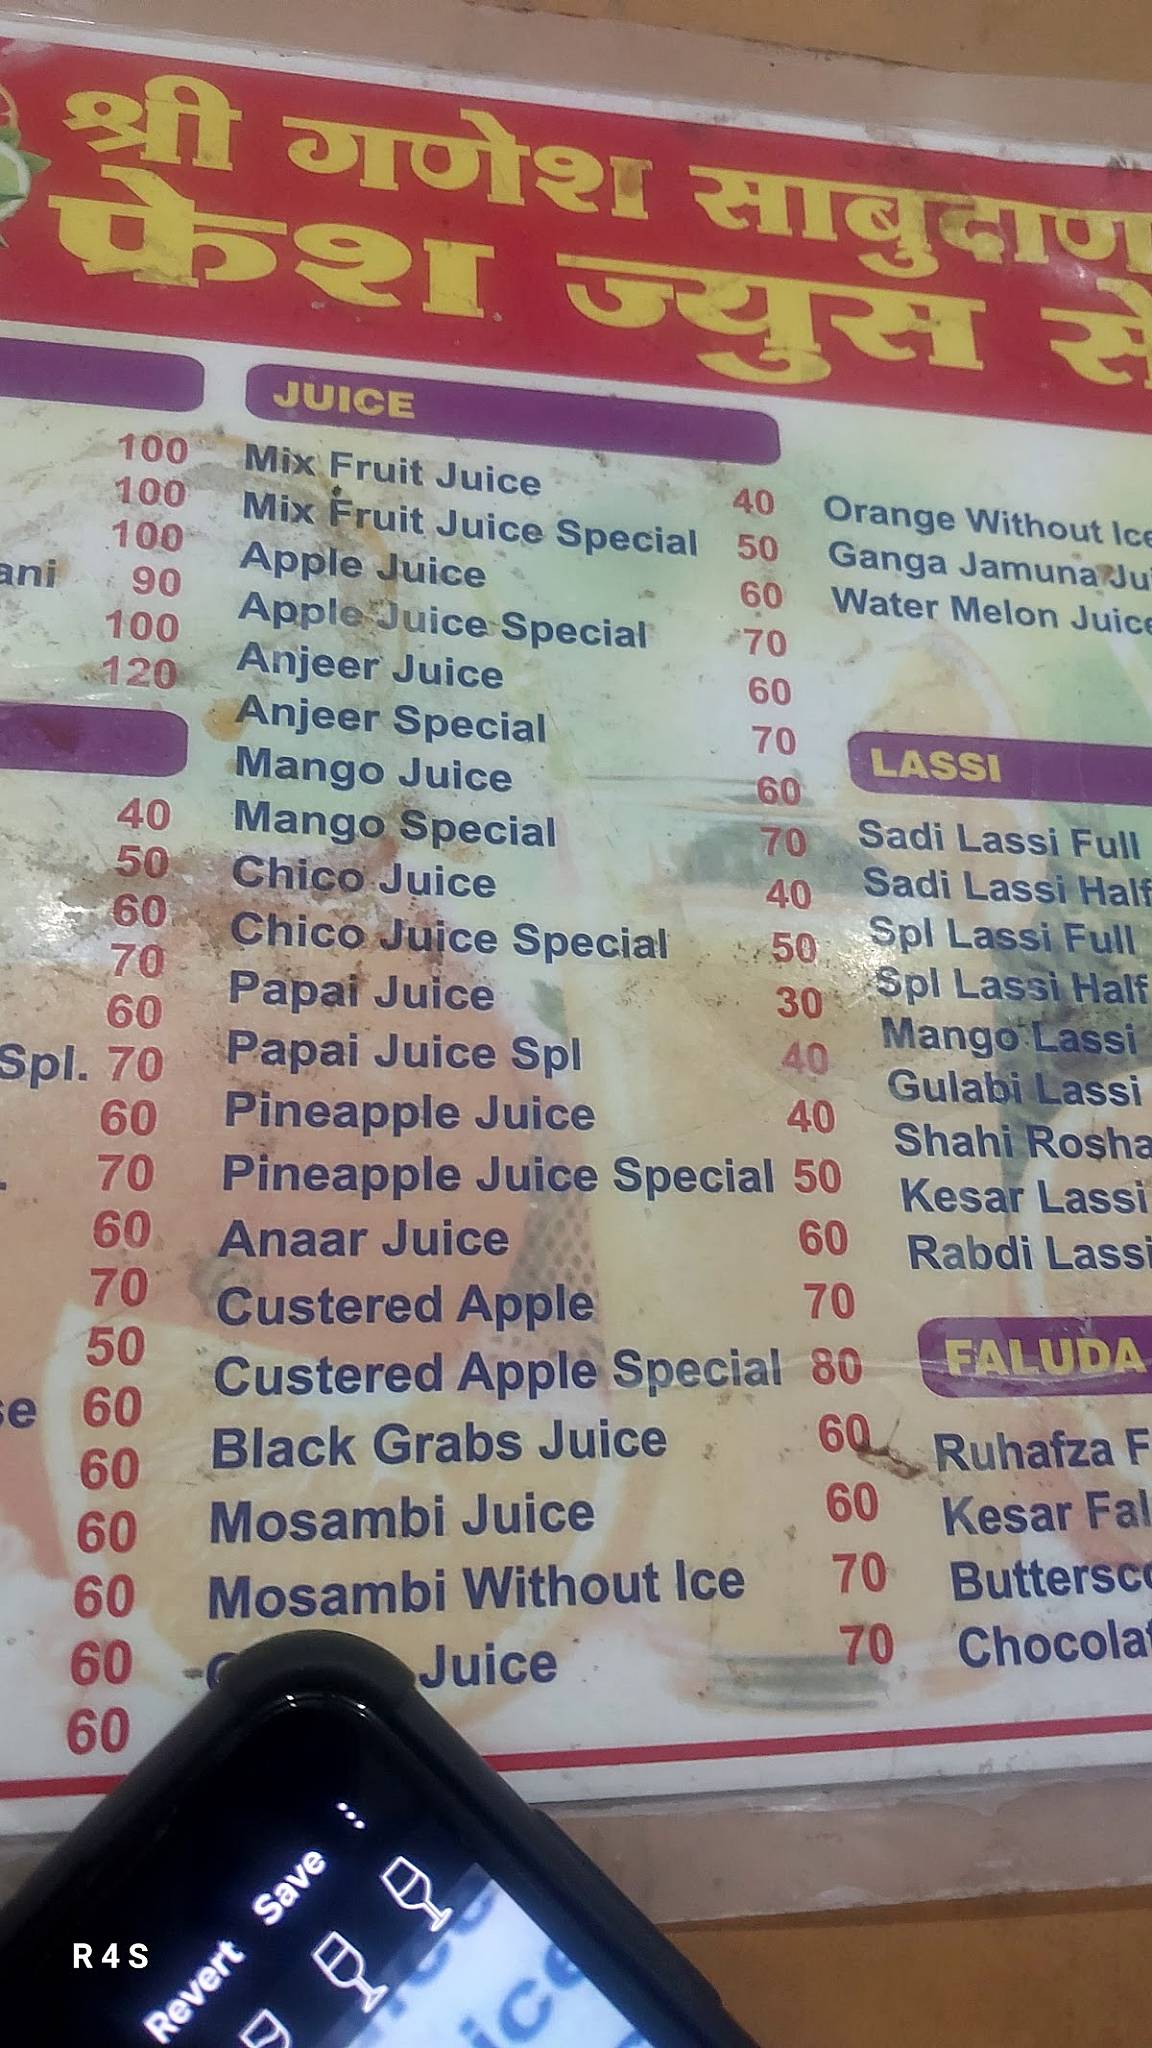 श्री गणेश
फ्रेश ज्युस
100
100
100
90
100
120
40
50
60
70
60
Spl. 70
60
70
60
70
50
60
60
60
60
60
60
JUICE
Mix Fruit Juice 40
Mix Fruit Juice Special 50
Apple Juice 60
Apple Juice Special 70
Anjeer Juice 60
Anjeer Special 70
Mango Juice 60
Mango Special 70
Chico Juice 40
Chico Juice Special 50
Papai Juice 30
Papai Juice Spl 40
Pineapple Juice 40
Pineapple Juice Special 50
Anaar Juice 60
Custered Apple 70
Custered Apple Special 80
Black Grabs Juice 60
Mosambi Juice 60
Mosambi Without Ice 70
Juice 70
Orange Without Ice
Ganga Jamuna
Water Melon Juice
LASSI
Sadi Lassi Full
Sadi Lassi Half
Spl Lassi Full
Spl Lassi Half
Mango Lassi
Gulabi Lassi
Shahi
Kesar Lassi
Rabdi Lassi
FALUDA
Ruhafza
Kesar
Revert Save
R4S